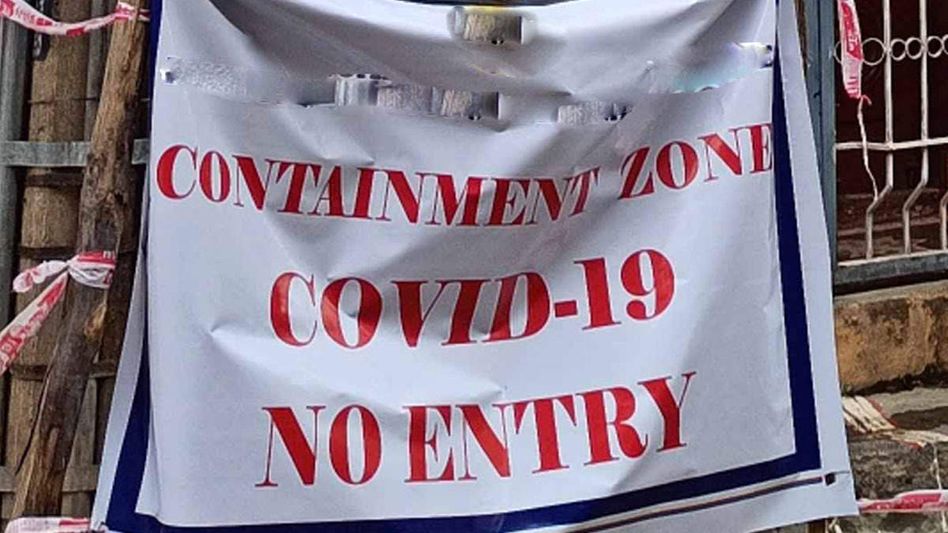 CONTAINMENT ZONE
COVID-19
NO ENTRY